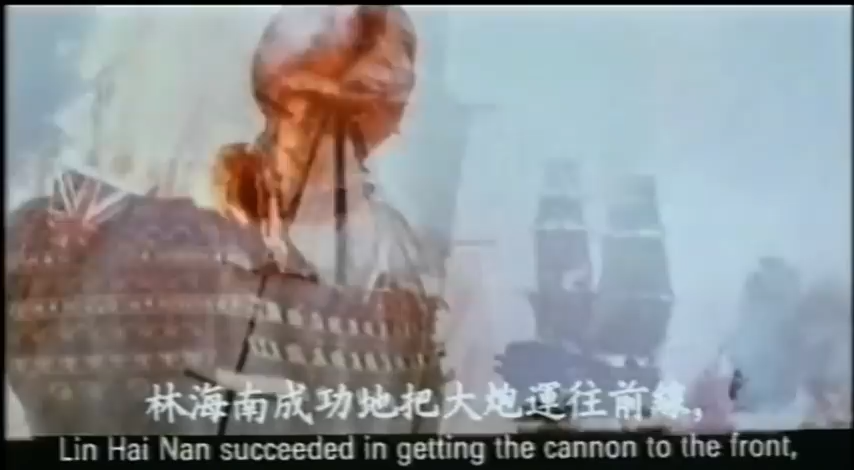 林海南成功地把大炮運往前線,
Lin Hai Nan succeeded in getting the cannon to the front,